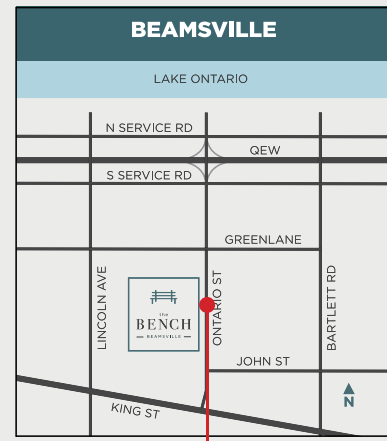 BEAMSVILLE
LAKE ONTARIO
N SERVICE RD
QEW
S SERVICE RD
GREENLANE
LINCOLN AVE
ONTARIO ST
BARTLETT RD
the
BENCH
BEAMSVILLE
JOHN ST
KING ST
N